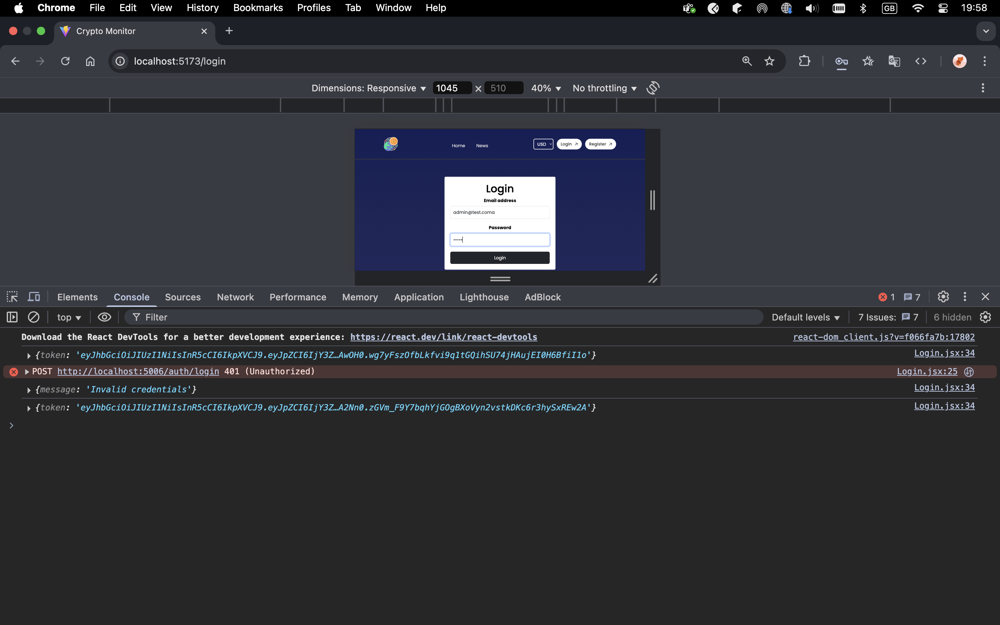 Chrome File Edit View History Bookmarks Profiles Tab Window Help GB 19:58
Crypto Monitor
localhost:5173/login
Dimensions: Responsive 1045 × 510 40% No throttling
Home News USD Login Register
Login
Email address
admin@test.coma
Password
•••••
Login
Elements Console Sources Network Performance Memory Application Lighthouse AdBlock 1 7
top Filter Default levels 7 Issues: 7 6 hidden
Download the React DevTools for a better development experience: https://react.dev/link/react-devtools react-dom_client.js?v=f066fa7b:17802
{token: 'eyJhbGciOiJIUzI1NiIsInR5cCI6IkpXVCJ9.eyJpZCI6IjY3Z…AwOH0.wg7yFszOfbLkfvi9q1tGQihSU74jHAujEI0H6BfiI1o'} Login.jsx:34
POST http://localhost:5006/auth/login 401 (Unauthorized) Login.jsx:25
{message: 'Invalid credentials'} Login.jsx:34
{token: 'eyJhbGciOiJIUzI1NiIsInR5cCI6IkpXVCJ9.eyJpZCI6IjY3Z…A2Nn0.zGVm_F9Y7bqhYjGOgBXoVyn2vstkDKc6r3hySxREw2A'} Login.jsx:34